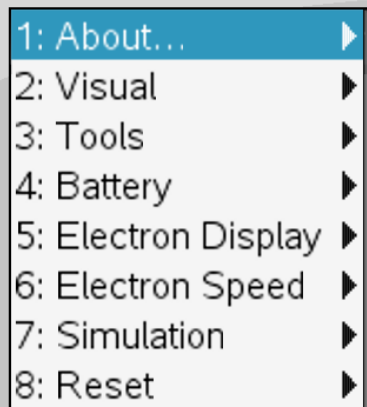 1: About...
2: Visual
3: Tools
4: Battery
5: Electron Display
6: Electron Speed
7: Simulation
8: Reset